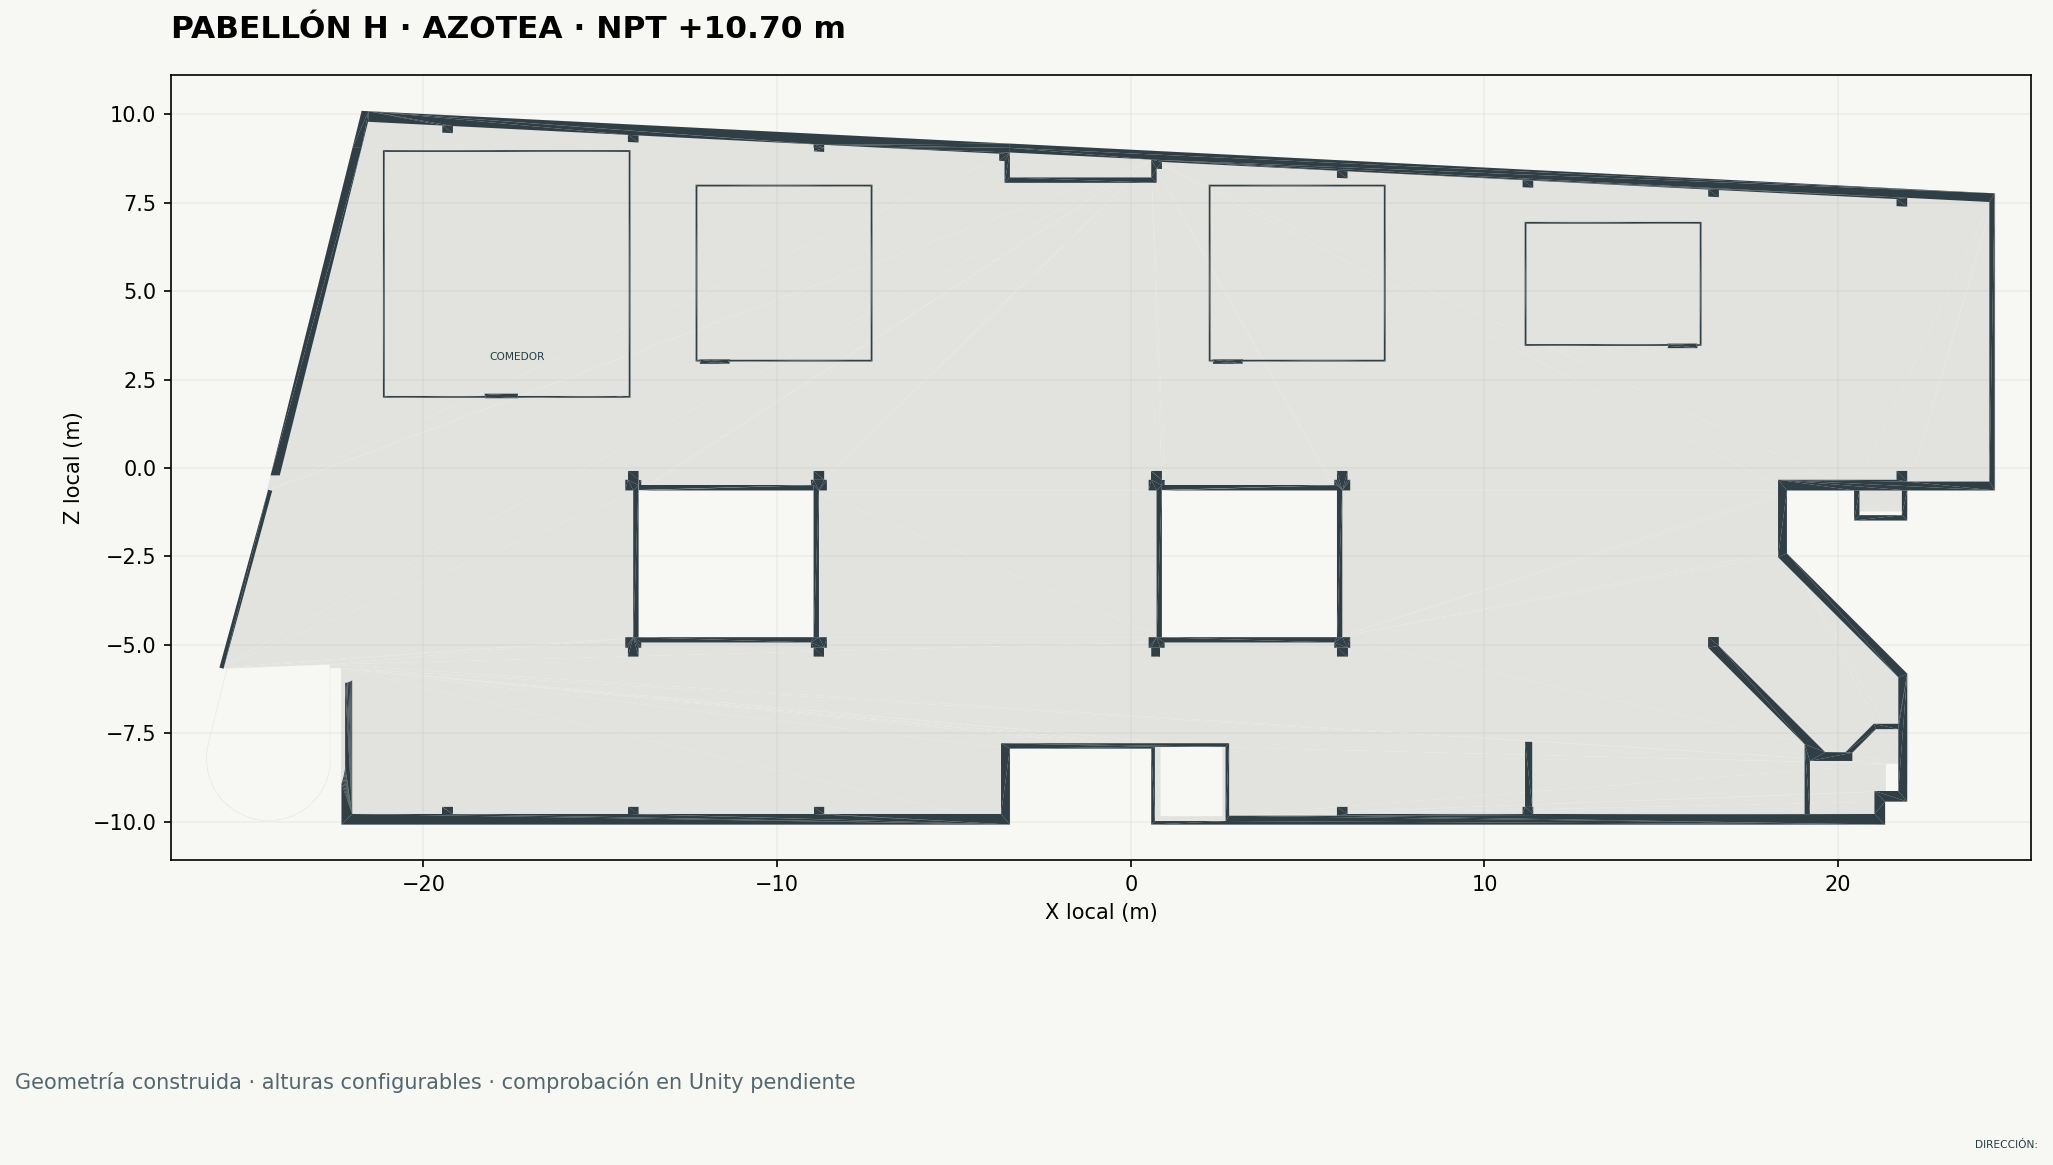 PABELLÓN H · AZOTEA · NPT +10.70 m
10.0
7.5
5.0
2.5
0.0
−2.5
−5.0
−7.5
−10.0
Z local (m)
COMEDOR
−20
−10
0
10
20
X local (m)
Geometría construida · alturas configurables · comprobación en Unity pendiente
DIRECCIÓN: